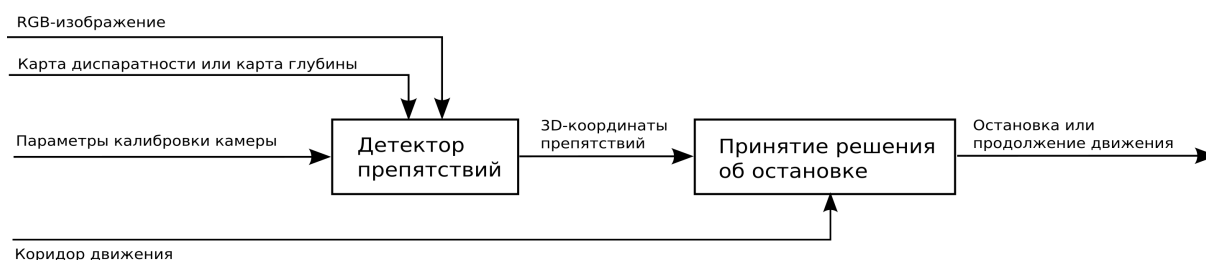 RGB-изображение
Карта диспаратности или карта глубины
Параметры калибровки камеры
Детектор
препятствий
3D-координаты
препятствий
Принятие решения
об остановке
Остановка или
продолжение движения
Коридор движения